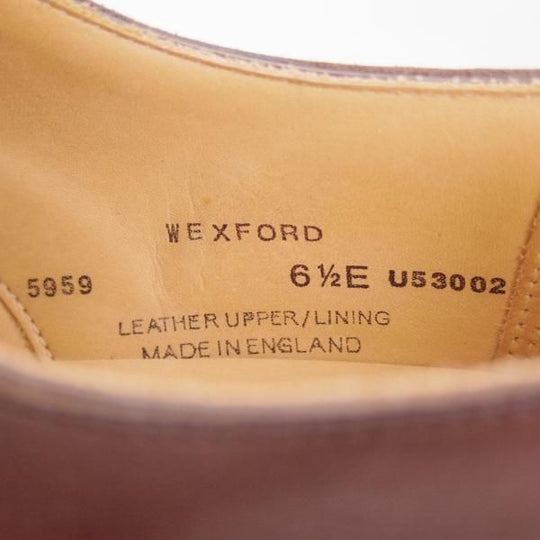 WEXFORD
5959 6½E U53002
LEATHER UPPER/LINING
MADE IN ENGLAND